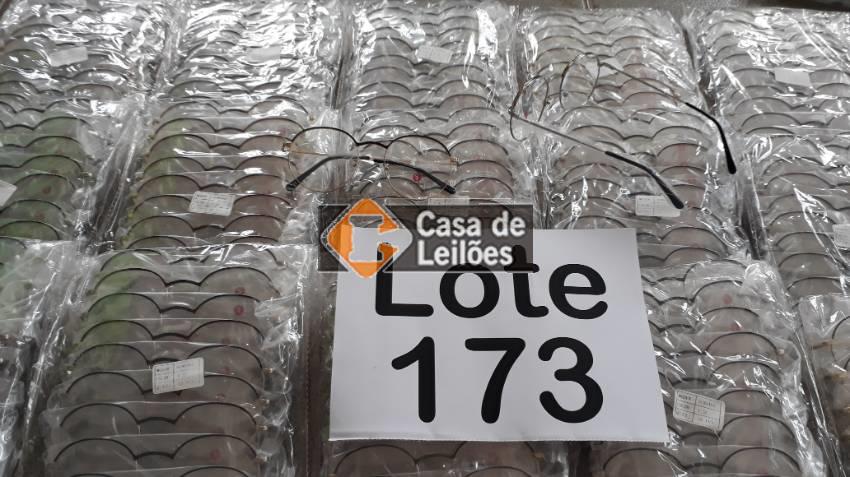 Casa de
Leilões
Lote
173